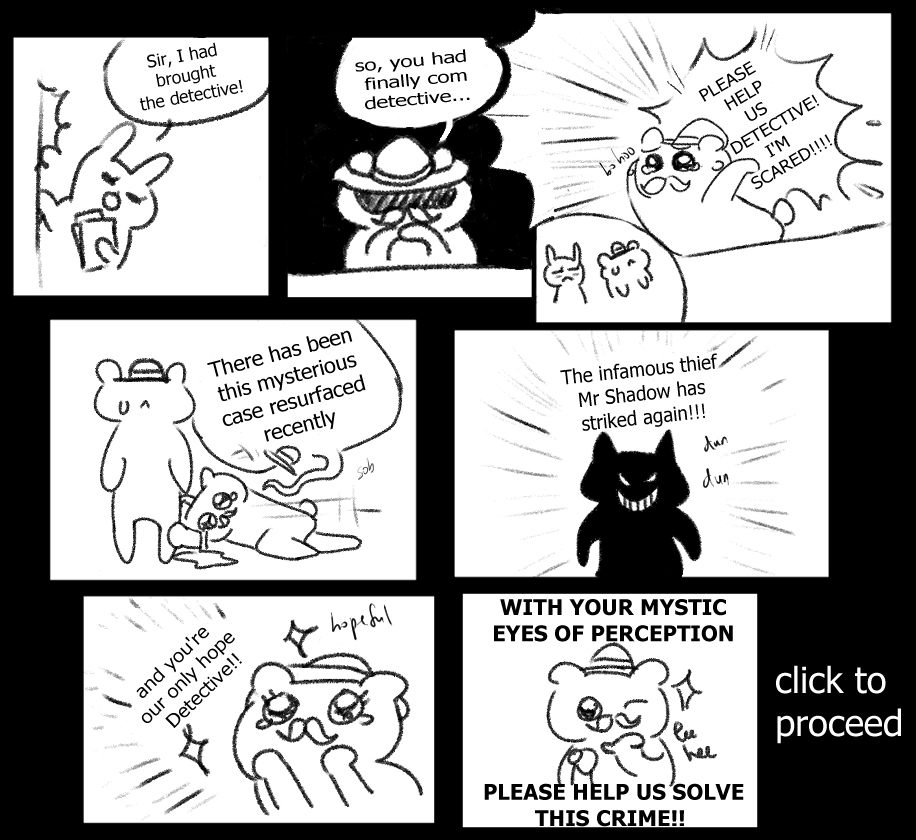 Sir, I had
brought
the detective!
so, you had
finally com
detective...
PLEASE
HELP
US
DETECTIVE!
I'M
SCARED!!!!
There has been
this mysterious
case resurfaced
recently
sob
The infamous thief
Mr Shadow has
striked again!!!
dun
dun
and you're
our only hope
Detective!!
hopeful
WITH YOUR MYSTIC
EYES OF PERCEPTION
hee
PLEASE HELP US SOLVE
THIS CRIME!!
click to
proceed